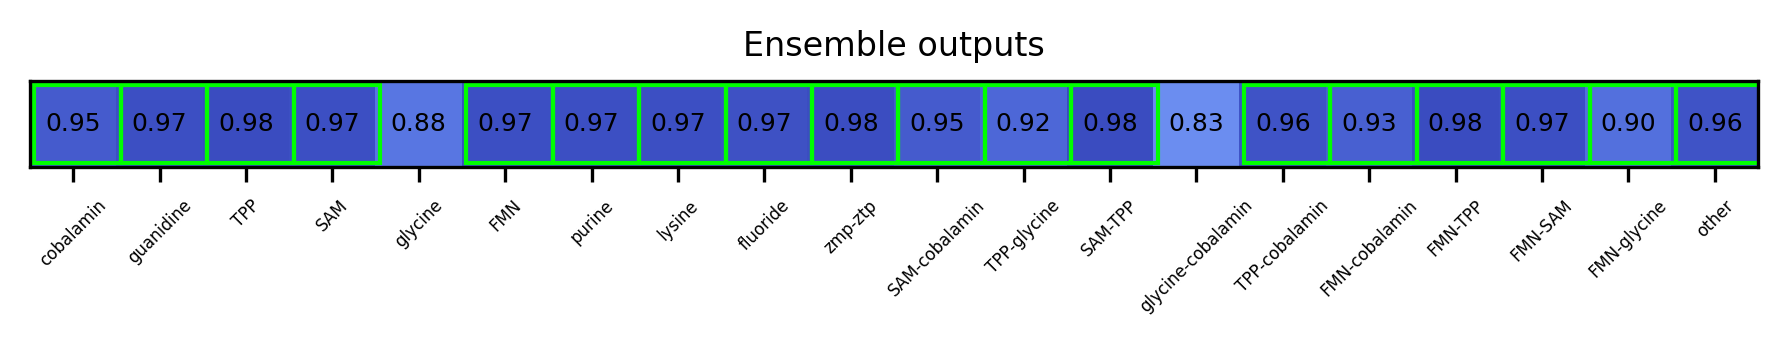 Ensemble outputs
0.95 0.97 0.98 0.97 0.88 0.97 0.97 0.97 0.97 0.98 0.95 0.92 0.98 0.83 0.96 0.93 0.98 0.97 0.90 0.96
cobalamin guanidine TPP SAM glycine FMN purine lysine fluoride zmp-ztp SAM-cobalamin TPP-glycine SAM-TPP glycine-cobalamin TPP-cobalamin FMN-cobalamin FMN-TPP FMN-SAM FMN-glycine other